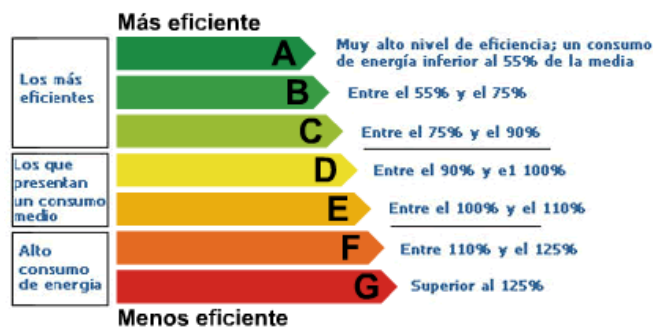 Más eficiente
Los más
eficientes
A
Muy alto nivel de eficiencia; un consumo
de energía inferior al 55% de la media
B
Entre el 55% y el 75%
C
Entre el 75% y el 90%
Los que
presentan
un consumo
medio
D
Entre el 90% y e1 100%
E
Entre el 100% y el 110%
Alto
consumo
de energia
F
Entre 110% y el 125%
G
Superior al 125%
Menos eficiente